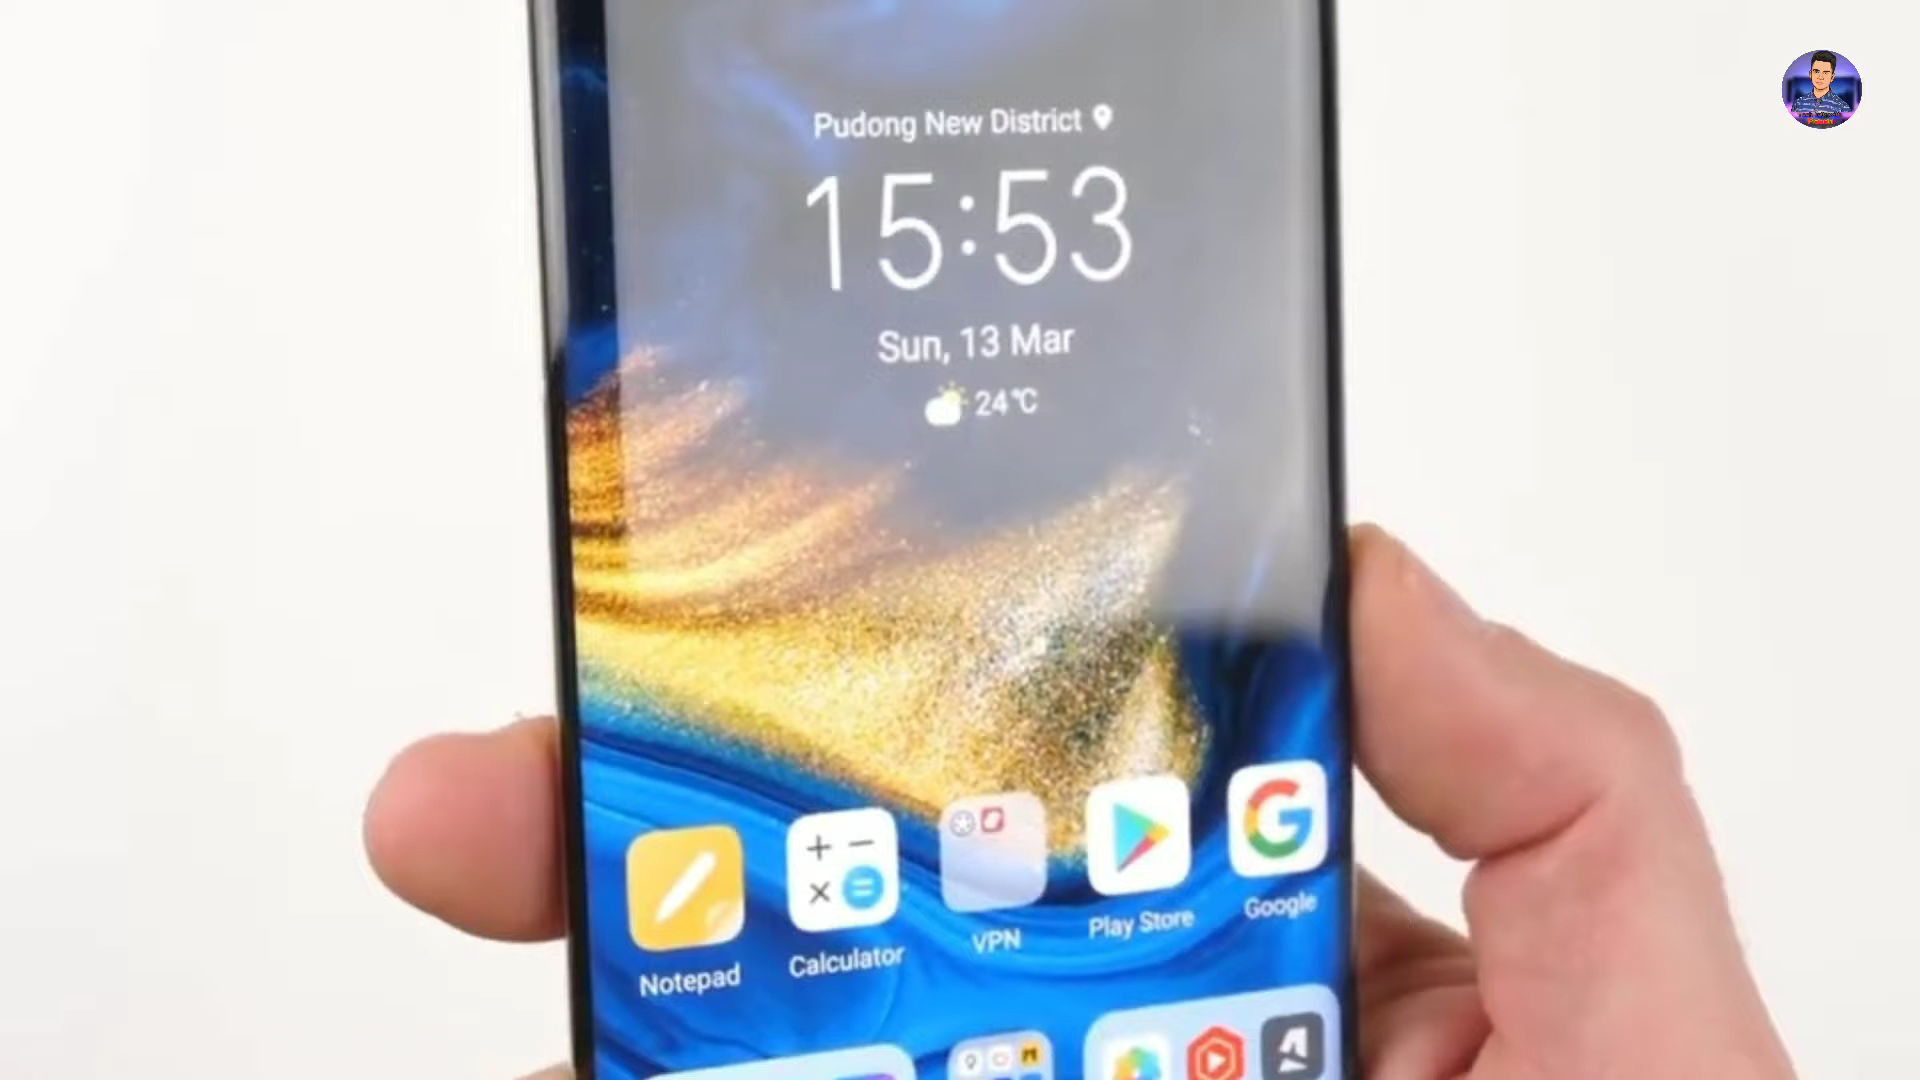 Pudong New District
15:53
Sun, 13 Mar
24°C
Notepad
Calculator
VPN
Play Store
Google